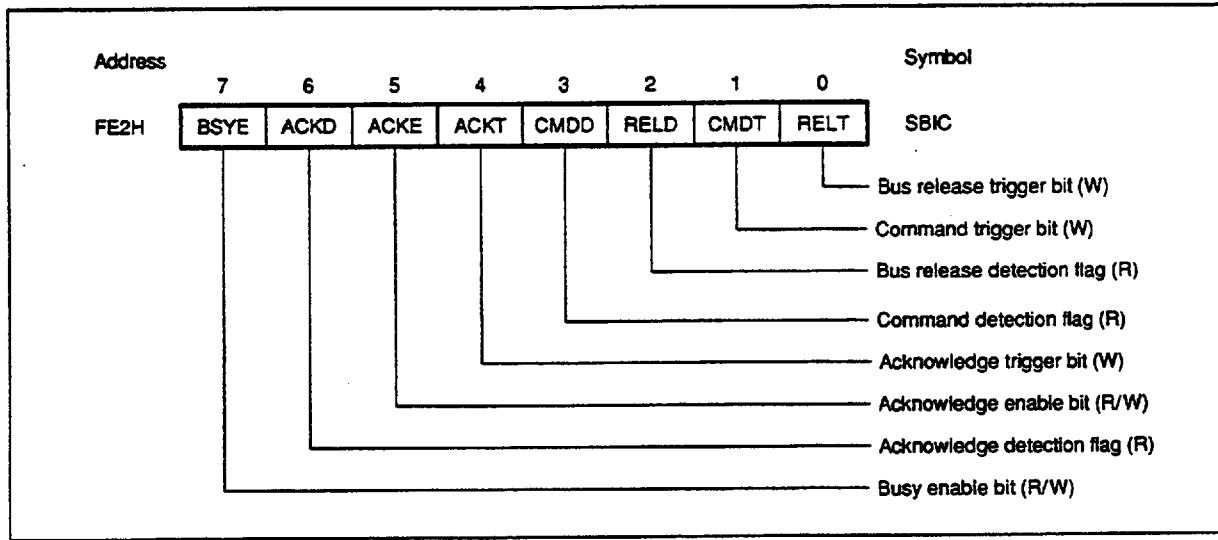 Address Symbol
7 6 5 4 3 2 1 0
FE2H BSYE ACKD ACKE ACKT CMDD RELD CMDT RELT SBIC
Bus release trigger bit (W)
Command trigger bit (W)
Bus release detection flag (R)
Command detection flag (R)
Acknowledge trigger bit (W)
Acknowledge enable bit (R/W)
Acknowledge detection flag (R)
Busy enable bit (R/W)